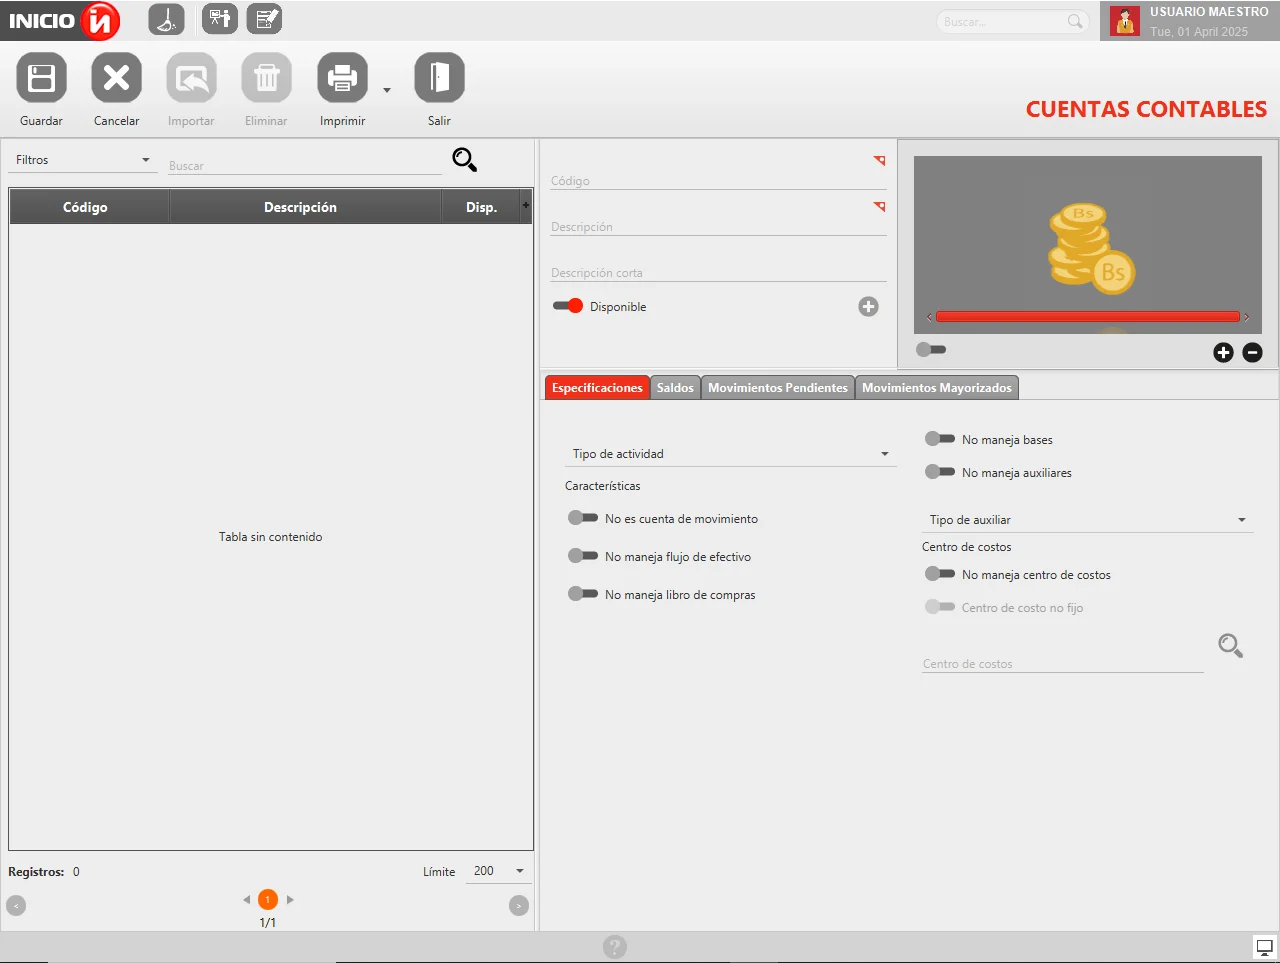 INICIO
Buscar...
USUARIO MAESTRO
Tue, 01 April 2025
Guardar
Cancelar
Importar
Eliminar
Imprimir
Salir
CUENTAS CONTABLES
Filtros
Buscar
Código
Descripción
Disp.
+
Tabla sin contenido
Registros: 0
Límite
200
1
1/1
<
>
Código
Descripción
Descripción corta
Disponible
Bs
Bs
Especificaciones
Saldos
Movimientos Pendientes
Movimientos Mayorizados
Tipo de actividad
Características
No es cuenta de movimiento
No maneja flujo de efectivo
No maneja libro de compras
No maneja bases
No maneja auxiliares
Tipo de auxiliar
Centro de costos
No maneja centro de costos
Centro de costo no fijo
Centro de costos
?